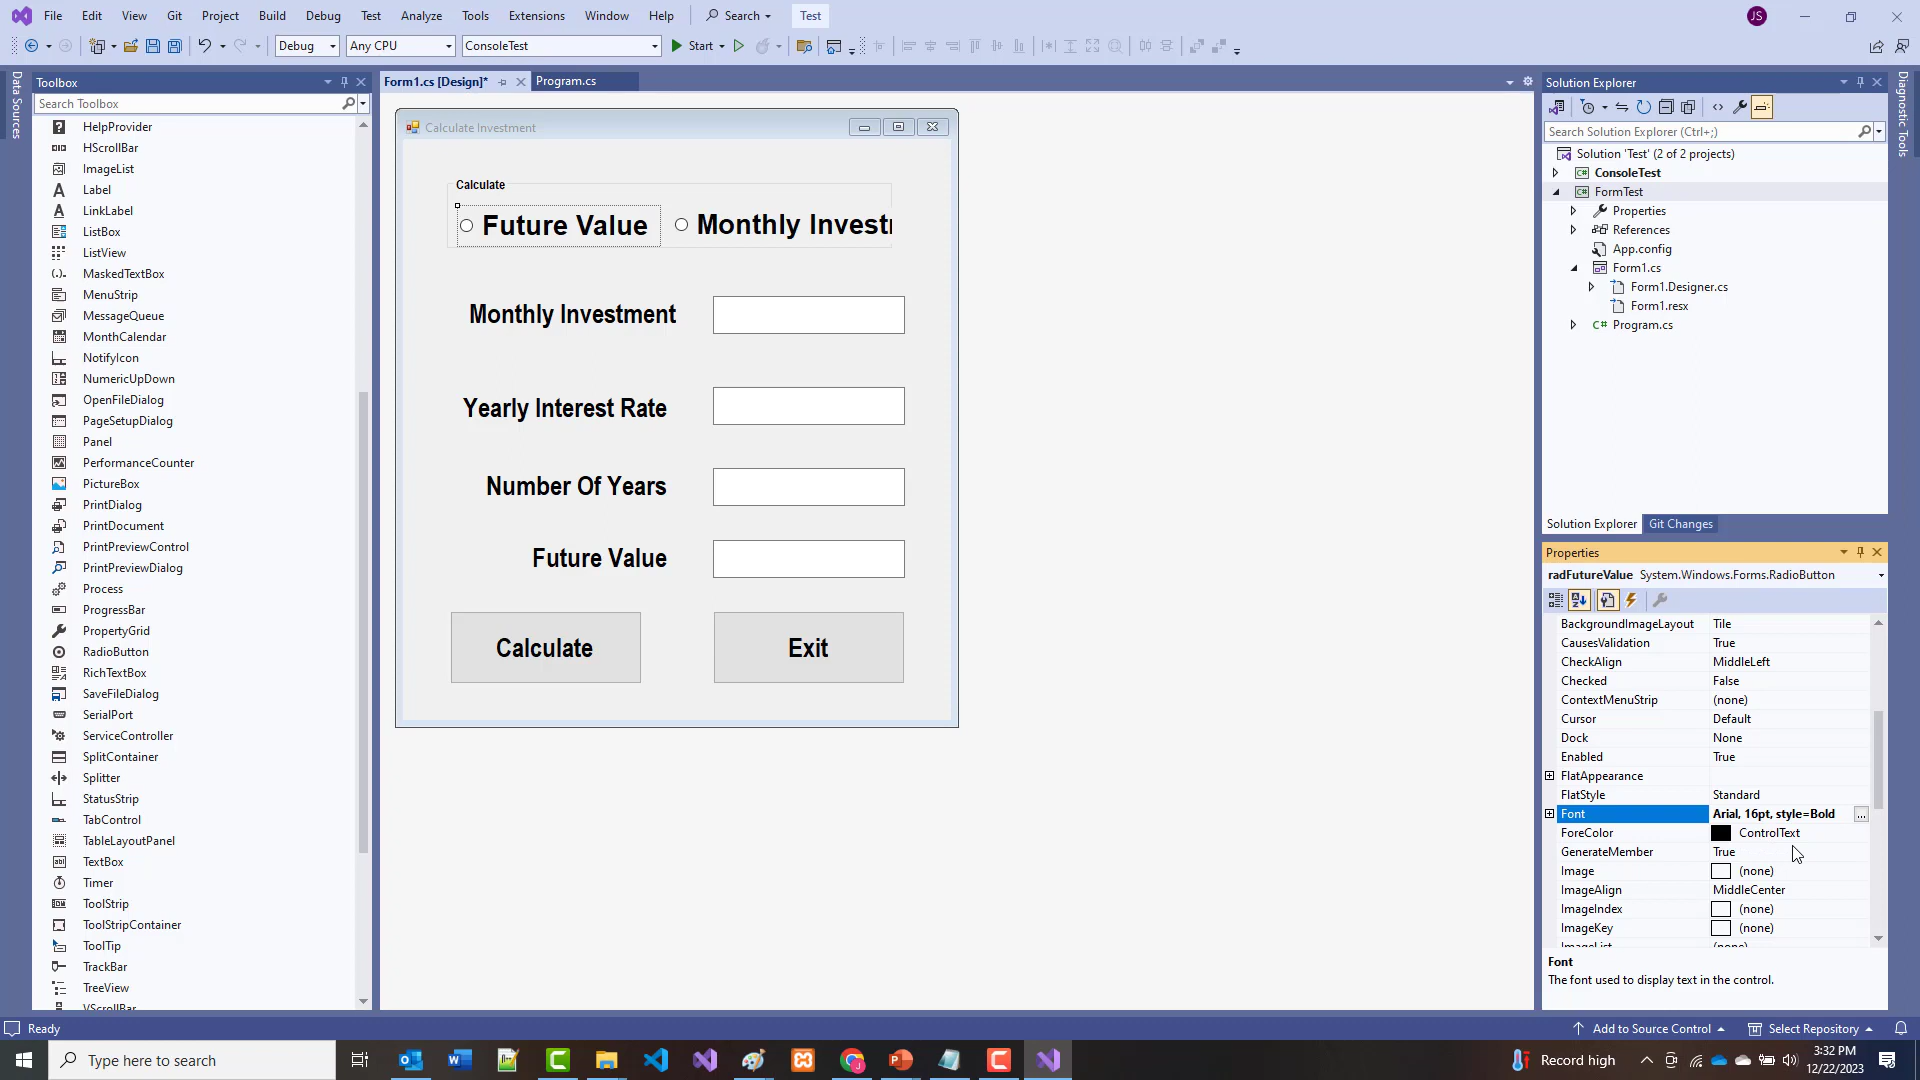 File Edit View Git Project Build Debug Test Analyze Tools Extensions Window Help Search Test JS
Debug Any CPU ConsoleTest Start
Data Sources
Toolbox
Search Toolbox
HelpProvider
HScrollBar
ImageList
Label
LinkLabel
ListBox
ListView
MaskedTextBox
MenuStrip
MessageQueue
MonthCalendar
NotifyIcon
NumericUpDown
OpenFileDialog
PageSetupDialog
Panel
PerformanceCounter
PictureBox
PrintDialog
PrintDocument
PrintPreviewControl
PrintPreviewDialog
Process
ProgressBar
PropertyGrid
RadioButton
RichTextBox
SaveFileDialog
SerialPort
ServiceController
SplitContainer
Splitter
StatusStrip
TabControl
TableLayoutPanel
TextBox
Timer
ToolStrip
ToolStripContainer
ToolTip
TrackBar
TreeView
VScrollBar
Form1.cs [Design]* Program.cs
Calculate Investment
Calculate
Future Value Monthly Invest
Monthly Investment
Yearly Interest Rate
Number Of Years
Future Value
Calculate Exit
Solution Explorer
Search Solution Explorer (Ctrl+;)
Solution 'Test' (2 of 2 projects)
ConsoleTest
FormTest
Properties
References
App.config
Form1.cs
Form1.Designer.cs
Form1.resx
Program.cs
Solution Explorer Git Changes
Diagnostic Tools
Properties
radFutureValue System.Windows.Forms.RadioButton
BackgroundImageLayout Tile
CausesValidation True
CheckAlign MiddleLeft
Checked False
ContextMenuStrip (none)
Cursor Default
Dock None
Enabled True
FlatAppearance
FlatStyle Standard
Font Arial, 16pt, style=Bold ...
ForeColor ControlText
GenerateMember True
Image (none)
ImageAlign MiddleCenter
ImageIndex (none)
ImageKey (none)
ImageList (none)
Font
The font used to display text in the control.
Ready Add to Source Control Select Repository
Type here to search Record high 3:32 PM
12/22/2023